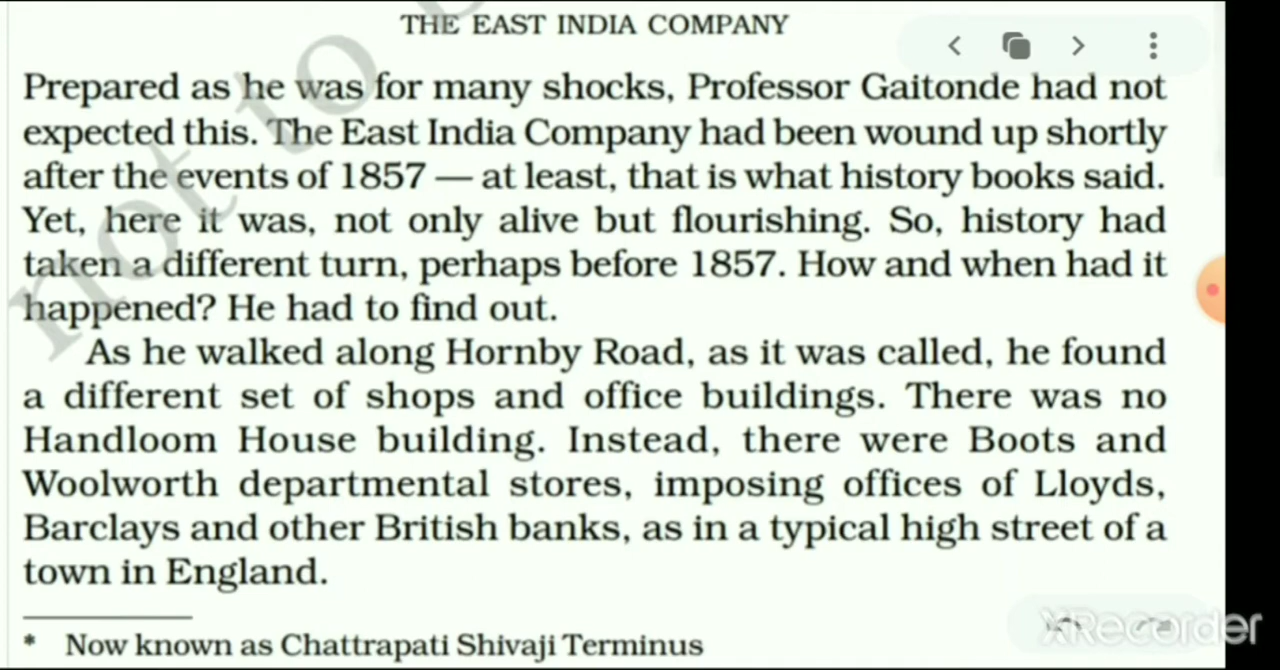 THE EAST INDIA COMPANY
Prepared as he was for many shocks, Professor Gaitonde had not
expected this. The East India Company had been wound up shortly
after the events of 1857 — at least, that is what history books said.
Yet, here it was, not only alive but flourishing. So, history had
taken a different turn, perhaps before 1857. How and when had it
happened? He had to find out.
As he walked along Hornby Road, as it was called, he found
a different set of shops and office buildings. There was no
Handloom House building. Instead, there were Boots and
Woolworth departmental stores, imposing offices of Lloyds,
Barclays and other British banks, as in a typical high street of a
town in England.
* Now known as Chattrapati Shivaji Terminus
not to
XRecorder